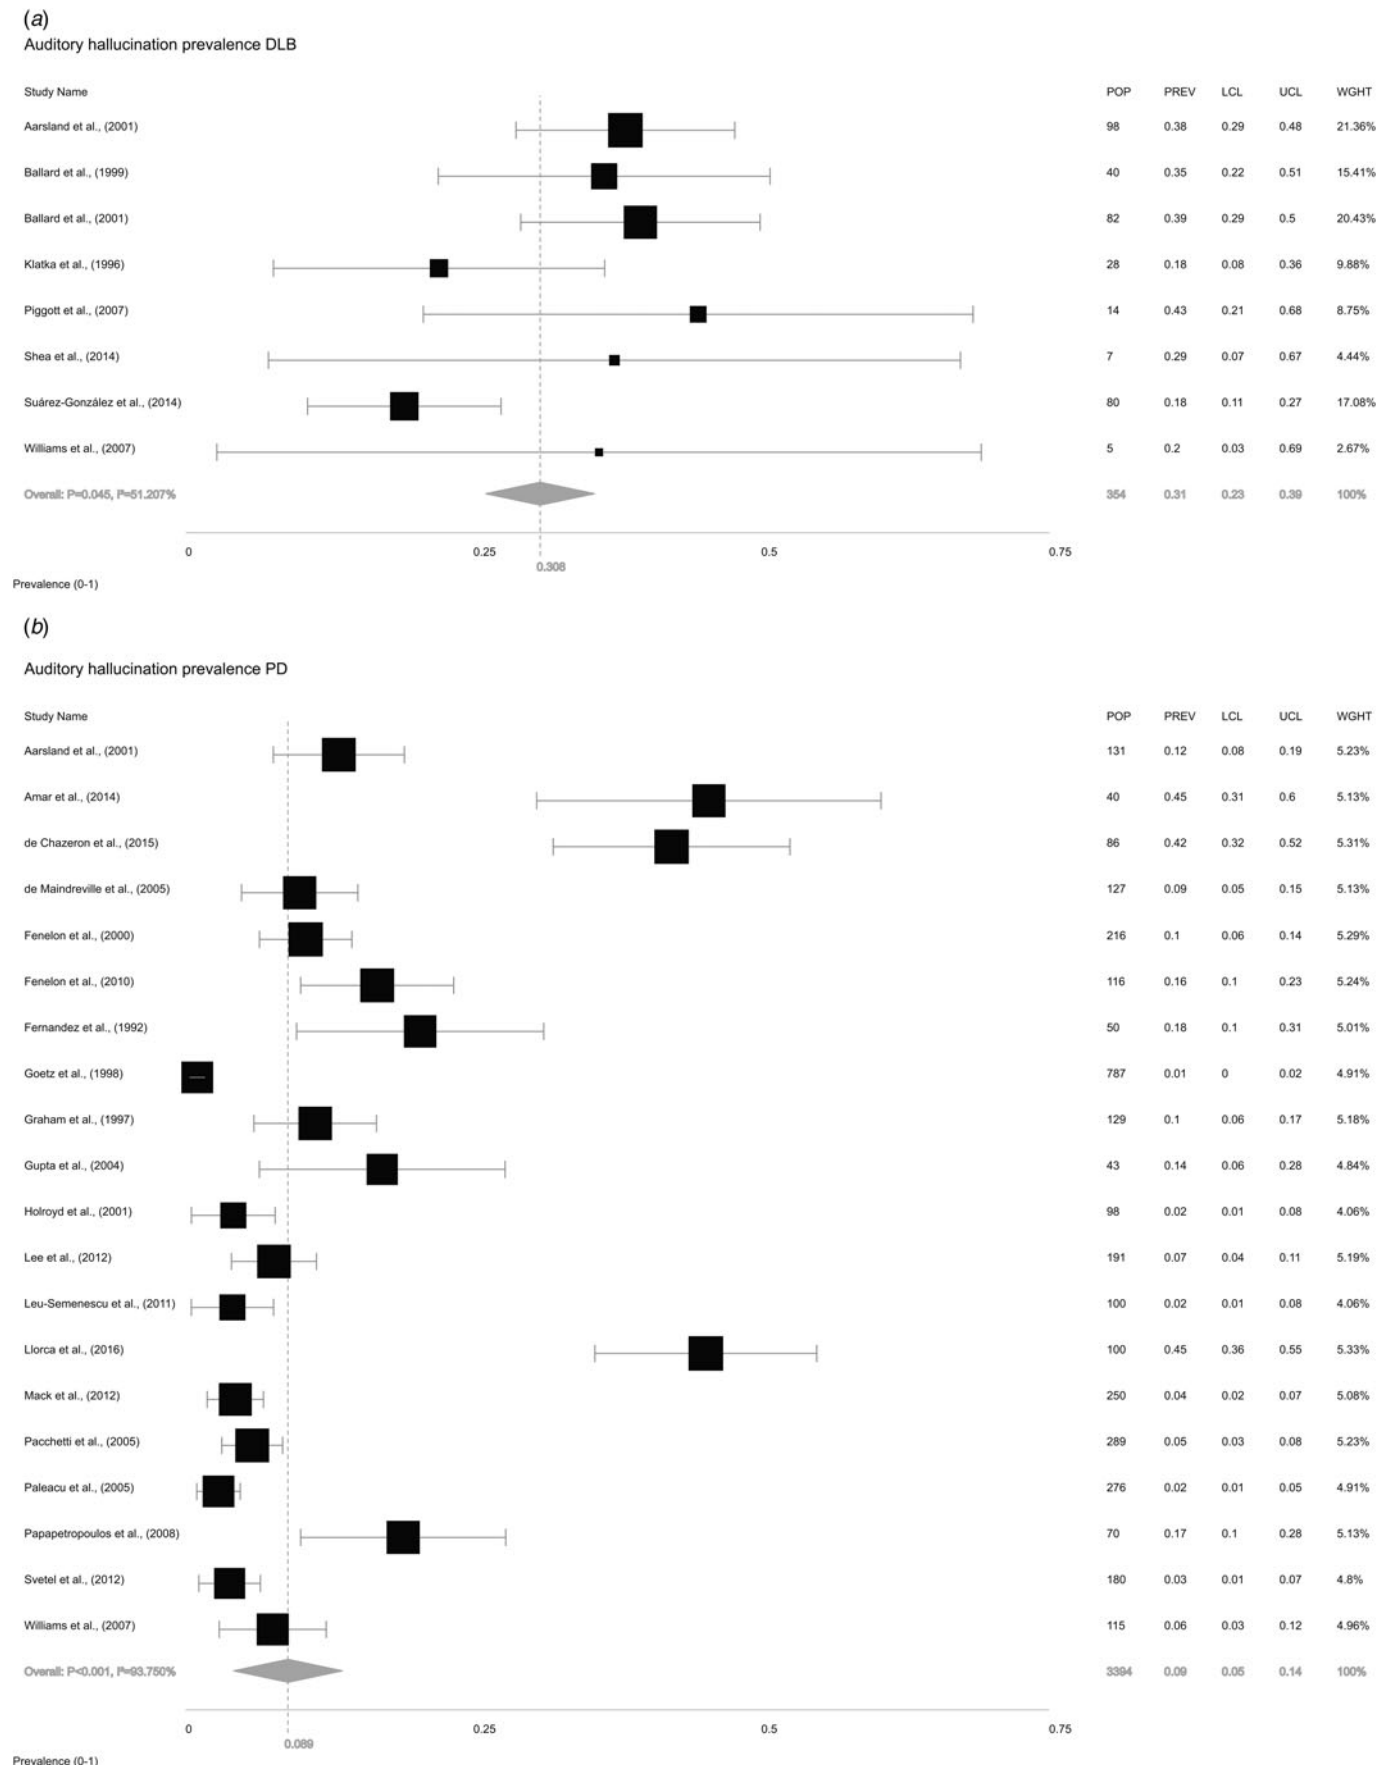 (a)
Auditory hallucination prevalence DLB
Study Name POP PREV LCL UCL WGHT
Aarsland et al., (2001) 98 0.38 0.29 0.48 21.36%
Ballard et al., (1999) 40 0.35 0.22 0.51 15.41%
Ballard et al., (2001) 82 0.39 0.29 0.5 20.43%
Klatka et al., (1996) 28 0.18 0.08 0.36 9.88%
Piggott et al., (2007) 14 0.43 0.21 0.68 8.75%
Shea et al., (2014) 7 0.29 0.07 0.67 4.44%
Suárez-González et al., (2014) 80 0.18 0.11 0.27 17.08%
Williams et al., (2007) 5 0.2 0.03 0.69 2.67%
Overall: P=0.045, I²=51.207% 354 0.31 0.23 0.39 100%
0 0.25 0.5 0.75
0.308
Prevalence (0-1)
(b)
Auditory hallucination prevalence PD
Study Name POP PREV LCL UCL WGHT
Aarsland et al., (2001) 131 0.12 0.08 0.19 5.23%
Amar et al., (2014) 40 0.45 0.31 0.6 5.13%
de Chazeron et al., (2015) 86 0.42 0.32 0.52 5.31%
de Maindreville et al., (2005) 127 0.09 0.05 0.15 5.13%
Fenelon et al., (2000) 216 0.1 0.06 0.14 5.29%
Fenelon et al., (2010) 116 0.16 0.1 0.23 5.24%
Fernandez et al., (1992) 50 0.18 0.1 0.31 5.01%
Goetz et al., (1998) 787 0.01 0 0.02 4.91%
Graham et al., (1997) 129 0.1 0.06 0.17 5.18%
Gupta et al., (2004) 43 0.14 0.06 0.28 4.84%
Holroyd et al., (2001) 98 0.02 0.01 0.08 4.06%
Lee et al., (2012) 191 0.07 0.04 0.11 5.19%
Leu-Semenescu et al., (2011) 100 0.02 0.01 0.08 4.06%
Llorca et al., (2016) 100 0.45 0.36 0.55 5.33%
Mack et al., (2012) 250 0.04 0.02 0.07 5.08%
Pacchetti et al., (2005) 289 0.05 0.03 0.08 5.23%
Paleacu et al., (2005) 276 0.02 0.01 0.05 4.91%
Papapetropoulos et al., (2008) 70 0.17 0.1 0.28 5.13%
Svetel et al., (2012) 180 0.03 0.01 0.07 4.8%
Williams et al., (2007) 115 0.06 0.03 0.12 4.96%
Overall: P<0.001, I²=93.750% 3394 0.09 0.05 0.14 100%
0 0.25 0.5 0.75
0.089
Prevalence (0-1)